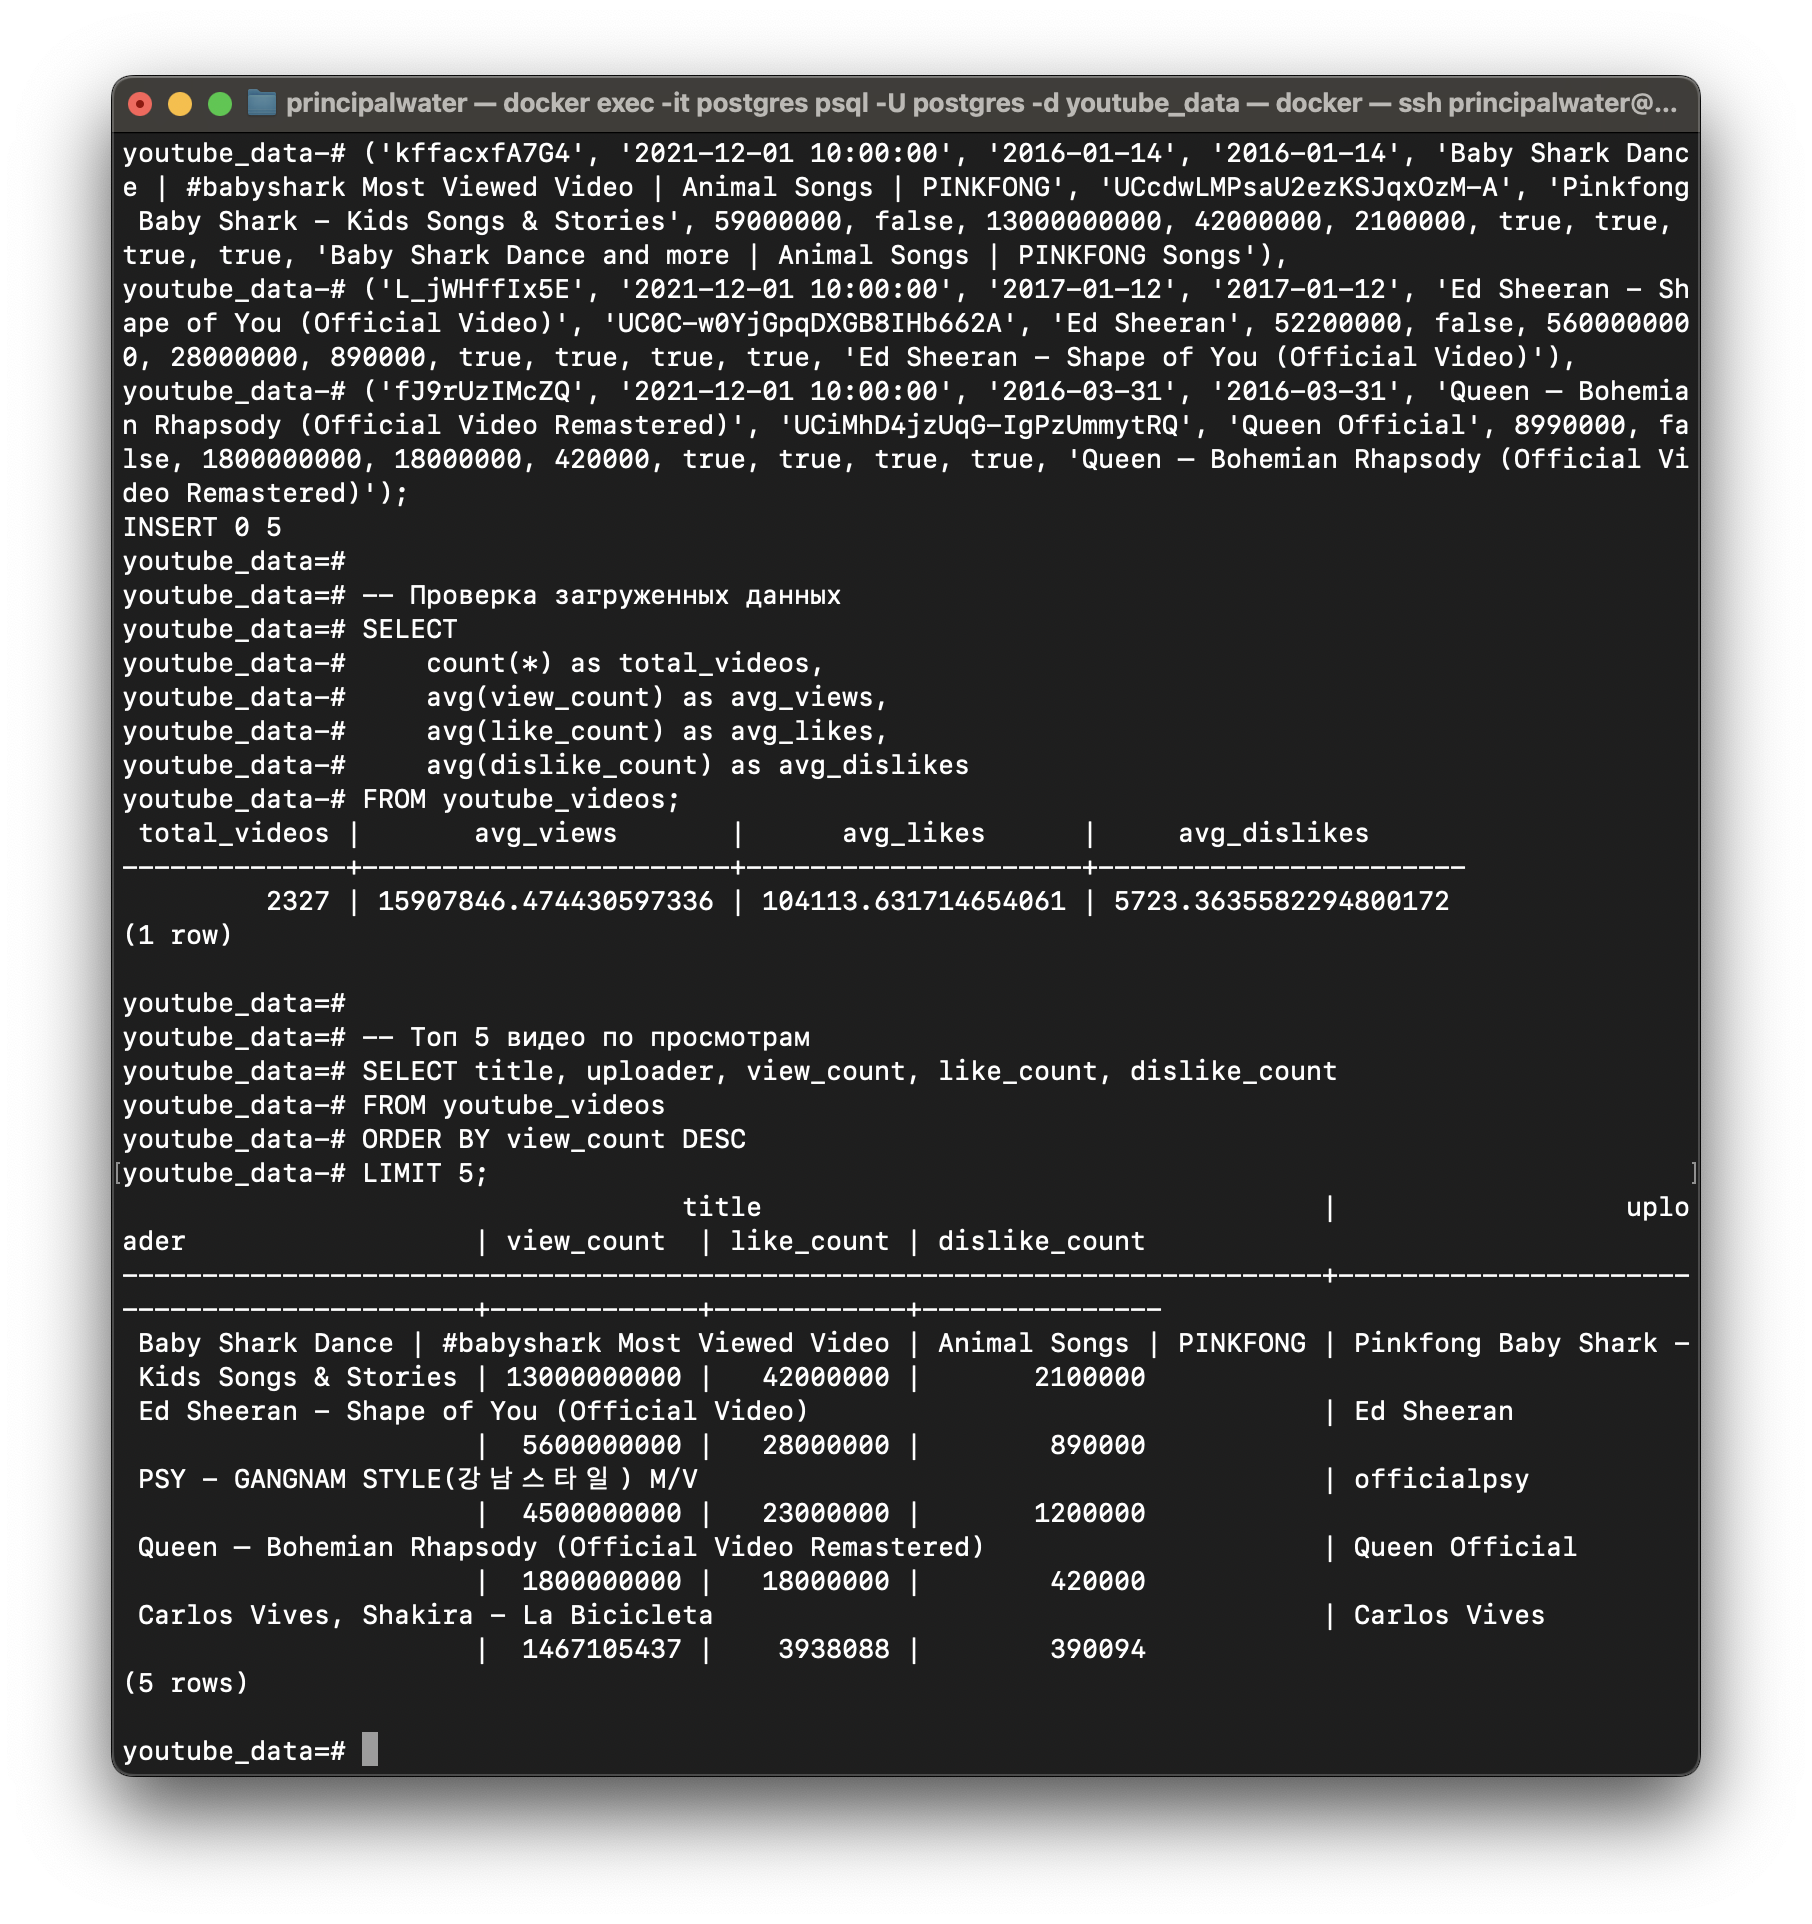 principalwater — docker exec -it postgres psql -U postgres -d youtube_data — docker — ssh principalwater@...
youtube_data-# ('kffacxfA7G4', '2021-12-01 10:00:00', '2016-01-14', '2016-01-14', 'Baby Shark Danc
e | #babyshark Most Viewed Video | Animal Songs | PINKFONG', 'UCcdwLMPsaU2ezKSJqxOzM-A', 'Pinkfong
 Baby Shark - Kids Songs & Stories', 59000000, false, 13000000000, 42000000, 2100000, true, true,
true, true, 'Baby Shark Dance and more | Animal Songs | PINKFONG Songs'),
youtube_data-# ('L_jWHffIx5E', '2021-12-01 10:00:00', '2017-01-12', '2017-01-12', 'Ed Sheeran - Sh
ape of You (Official Video)', 'UC0C-w0YjGpqDXGB8IHb662A', 'Ed Sheeran', 52200000, false, 560000000
0, 28000000, 890000, true, true, true, true, 'Ed Sheeran - Shape of You (Official Video)'),
youtube_data-# ('fJ9rUzIMcZQ', '2021-12-01 10:00:00', '2016-03-31', '2016-03-31', 'Queen – Bohemia
n Rhapsody (Official Video Remastered)', 'UCiMhD4jzUqG-IgPzUmmytRQ', 'Queen Official', 8990000, fa
lse, 1800000000, 18000000, 420000, true, true, true, true, 'Queen – Bohemian Rhapsody (Official Vi
deo Remastered)');
INSERT 0 5
youtube_data=#
youtube_data=# -- Проверка загруженных данных
youtube_data=# SELECT
youtube_data-#     count(*) as total_videos,
youtube_data-#     avg(view_count) as avg_views,
youtube_data-#     avg(like_count) as avg_likes,
youtube_data-#     avg(dislike_count) as avg_dislikes
youtube_data-# FROM youtube_videos;
 total_videos |       avg_views       |      avg_likes      |     avg_dislikes
--------------+-----------------------+---------------------+-----------------------
         2327 | 15907846.474430597336 | 104113.631714654061 | 5723.3635582294800172
(1 row)
youtube_data=#
youtube_data=# -- Топ 5 видео по просмотрам
youtube_data=# SELECT title, uploader, view_count, like_count, dislike_count
youtube_data-# FROM youtube_videos
youtube_data-# ORDER BY view_count DESC
[youtube_data-# LIMIT 5;]
                                   title                                   |                  uplo
ader                  | view_count  | like_count | dislike_count
---------------------------------------------------------------------------+----------------------
----------------------+-------------+------------+---------------
 Baby Shark Dance | #babyshark Most Viewed Video | Animal Songs | PINKFONG | Pinkfong Baby Shark -
 Kids Songs & Stories | 13000000000 |   42000000 |       2100000
 Ed Sheeran - Shape of You (Official Video)                                | Ed Sheeran
                      |  5600000000 |   28000000 |        890000
 PSY - GANGNAM STYLE(강남스타일) M/V                                       | officialpsy
                      |  4500000000 |   23000000 |       1200000
 Queen – Bohemian Rhapsody (Official Video Remastered)                     | Queen Official
                      |  1800000000 |   18000000 |        420000
 Carlos Vives, Shakira - La Bicicleta                                      | Carlos Vives
                      |  1467105437 |    3938088 |        390094
(5 rows)
youtube_data=#